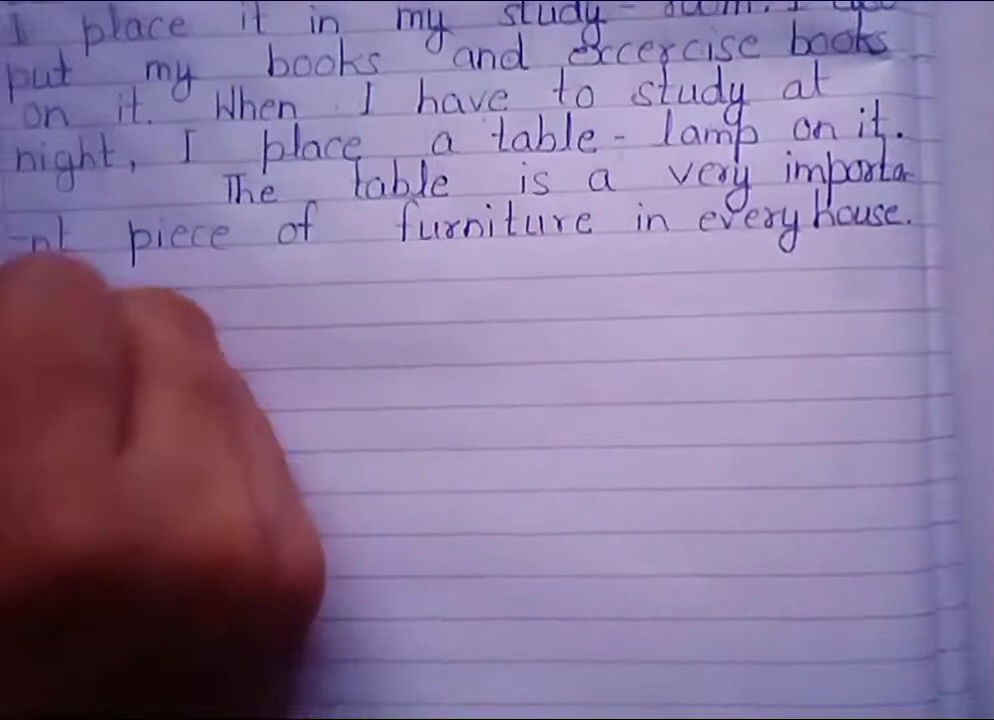 I place it in my study-
put my books and excercise books
on it. When I have to study at
night, I place a table-lamp on it.
The table is a very importa-
-nt piece of furniture in every house.